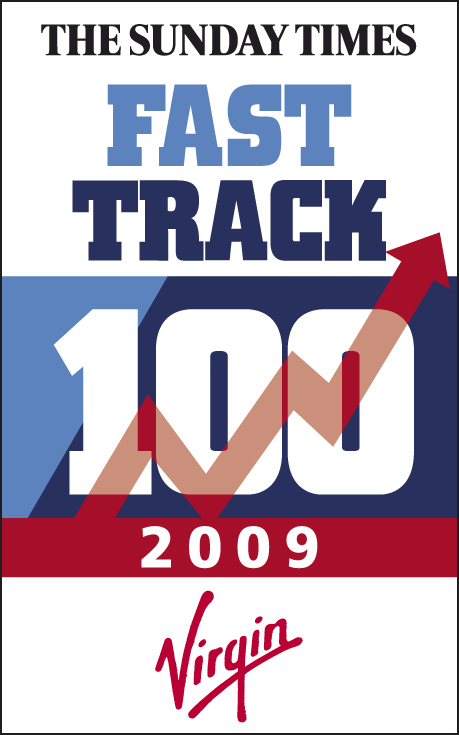 THE SUNDAY TIMES
FAST
TRACK
100
2009
Virgin